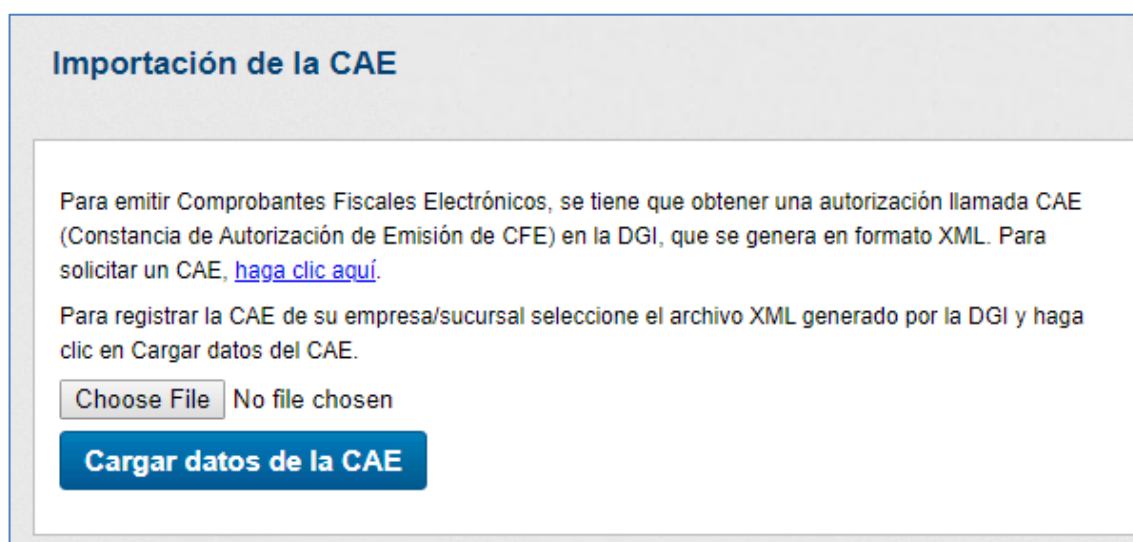 Importación de la CAE
Para emitir Comprobantes Fiscales Electrónicos, se tiene que obtener una autorización llamada CAE
(Constancia de Autorización de Emisión de CFE) en la DGI, que se genera en formato XML. Para
solicitar un CAE, haga clic aquí.
Para registrar la CAE de su empresa/sucursal seleccione el archivo XML generado por la DGI y haga
clic en Cargar datos del CAE.
Choose File No file chosen
Cargar datos de la CAE